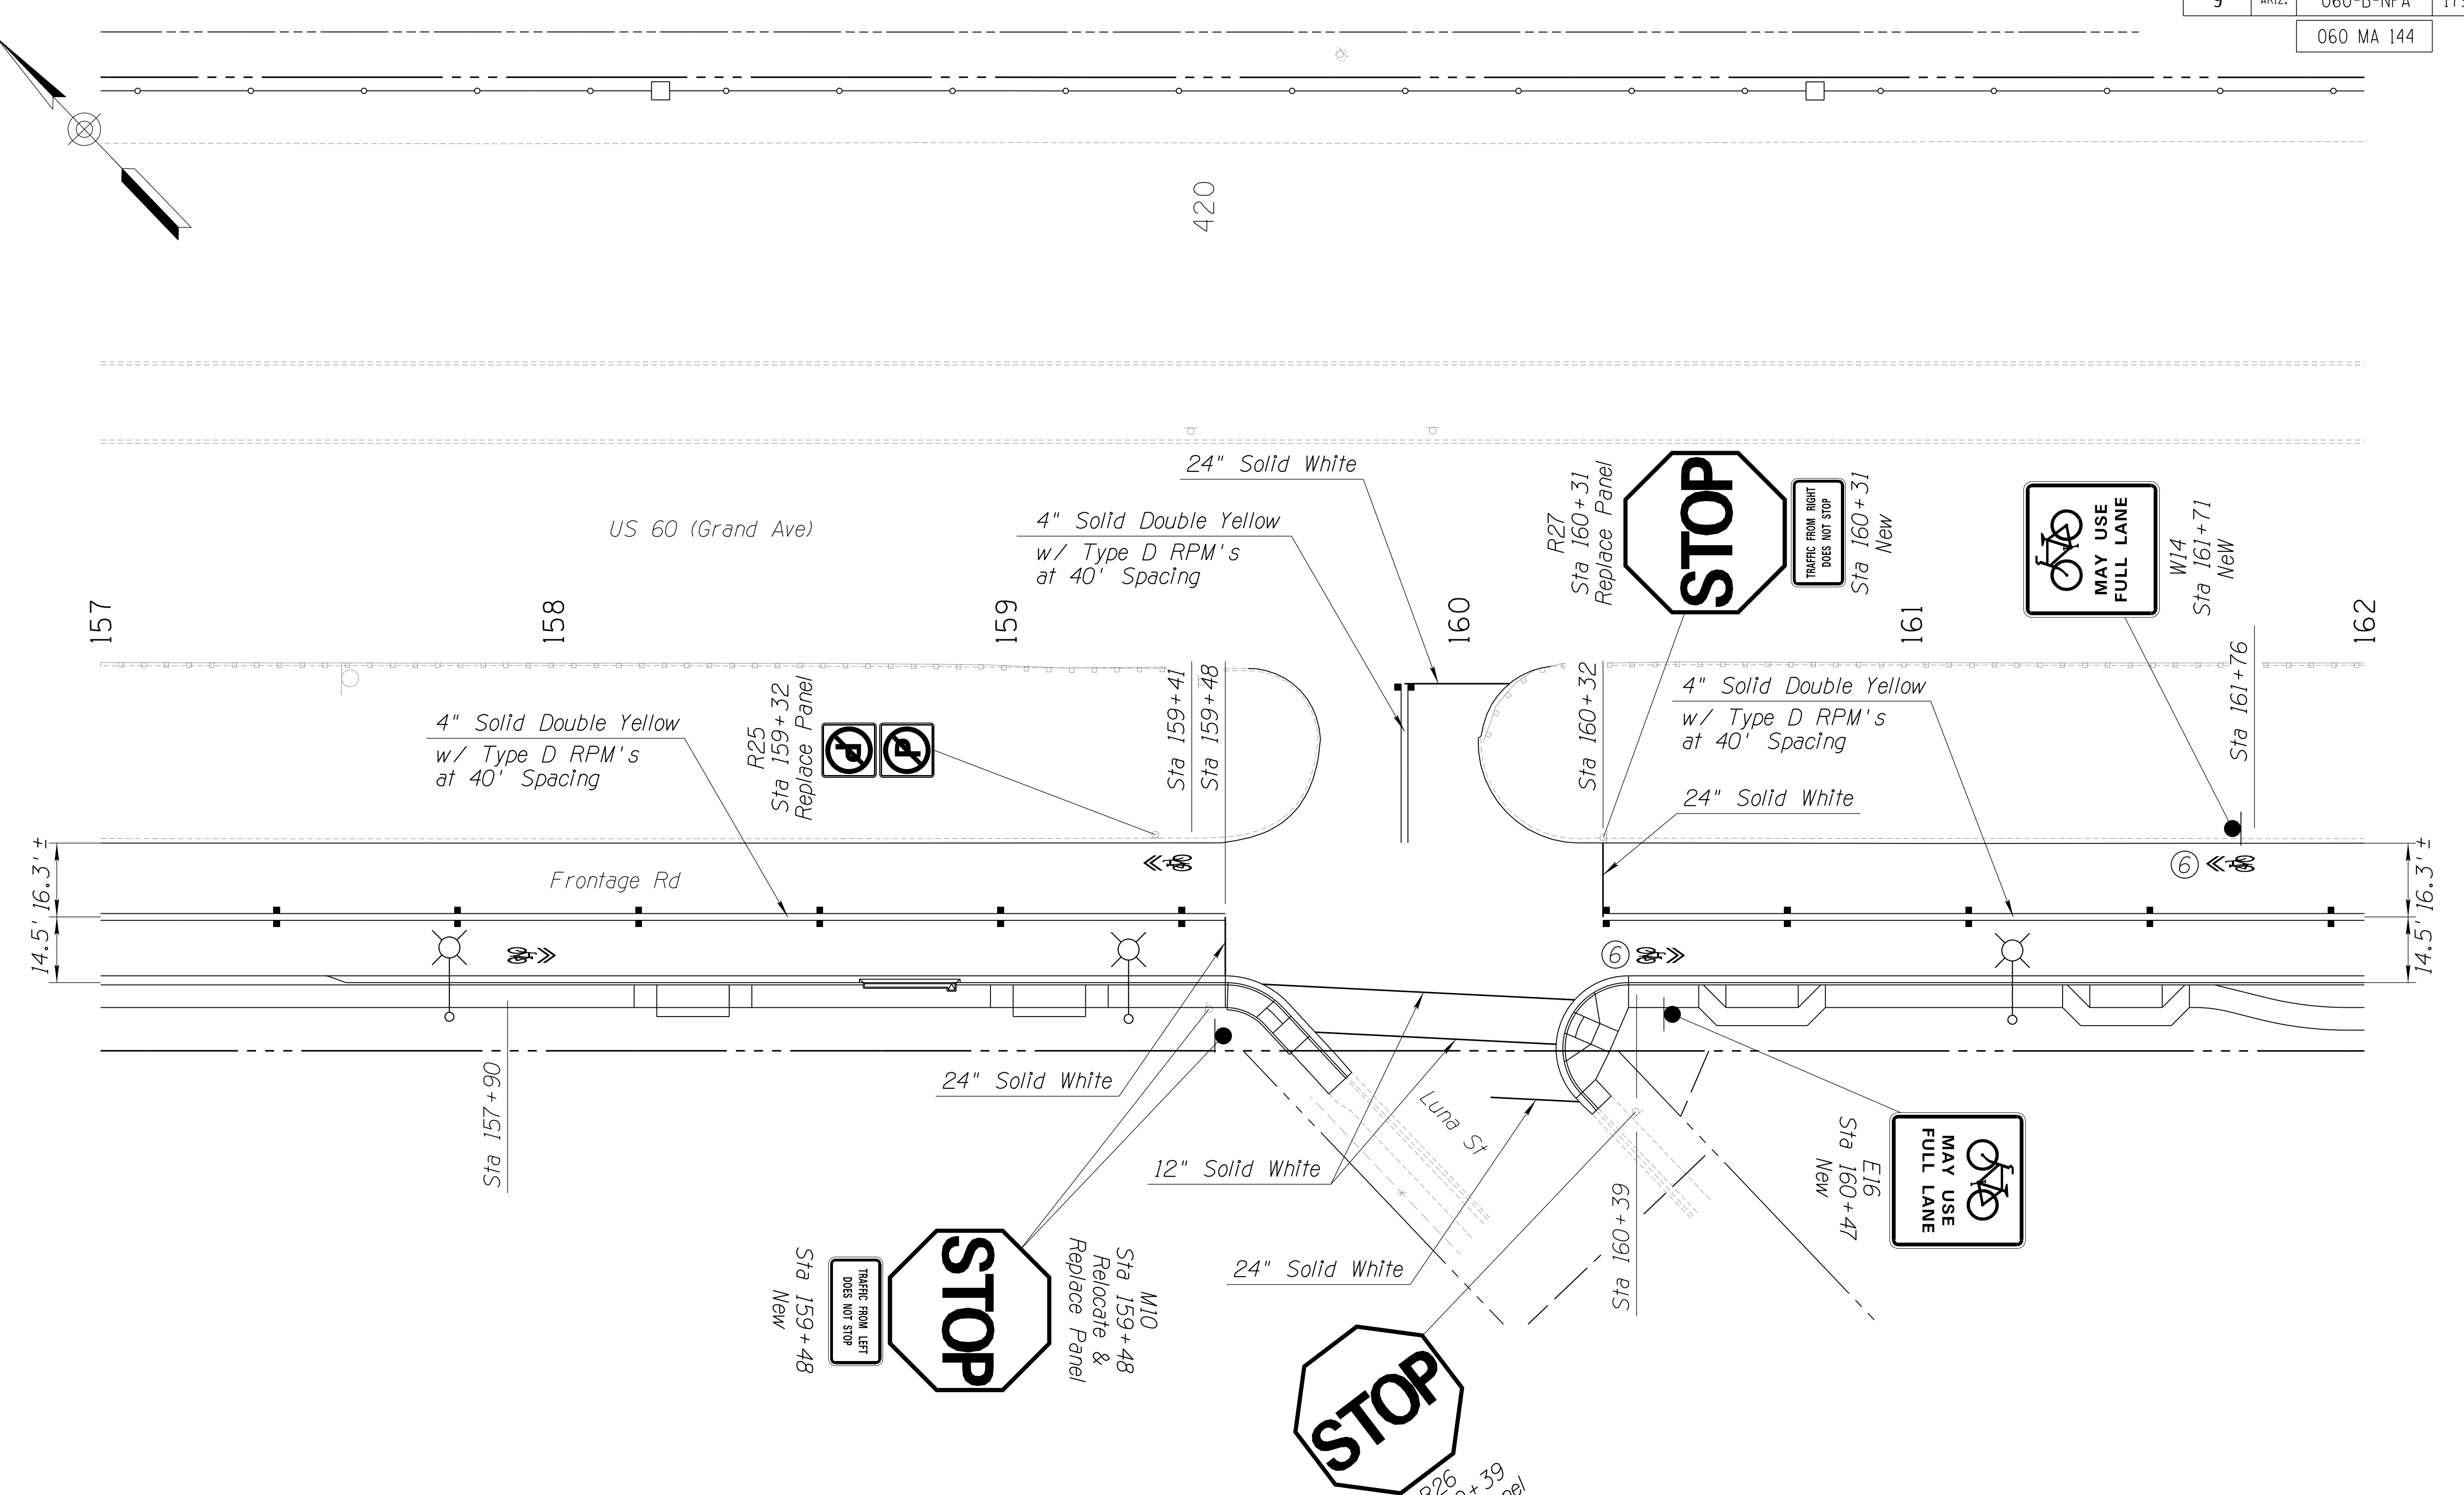 9 ARIZ. 060-B-NFA
060 MA 144
420
US 60 (Grand Ave)
24" Solid White
4" Solid Double Yellow
w/ Type D RPM's
at 40' Spacing
R27
Sta 160+31
Replace Panel
STOP
TRAFFIC FROM RIGHT
DOES NOT STOP
Sta 160+31
New
MAY USE
FULL LANE
W14
Sta 161+71
NeW
157
158
159
160
161
162
4" Solid Double Yellow
w/ Type D RPM's
at 40' Spacing
R25
Sta 159+32
Replace Panel
P
P
Sta 159+41
Sta 159+48
Sta 160+32
4" Solid Double Yellow
w/ Type D RPM's
at 40' Spacing
24" Solid White
Sta 161+76
16.3' ±
14.5'
Frontage Rd
6
6
16.3' ±
14.5'
Sta 157+90
24" Solid White
12" Solid White
Luna St
24" Solid White
Sta 160+39
MAY USE
FULL LANE
E16
Sta 160+47
New
Sta 159+48
New
TRAFFIC FROM LEFT
DOES NOT STOP
STOP
M10
Sta 159+48
Relocate &
Replace Panel
STOP
R26
+39